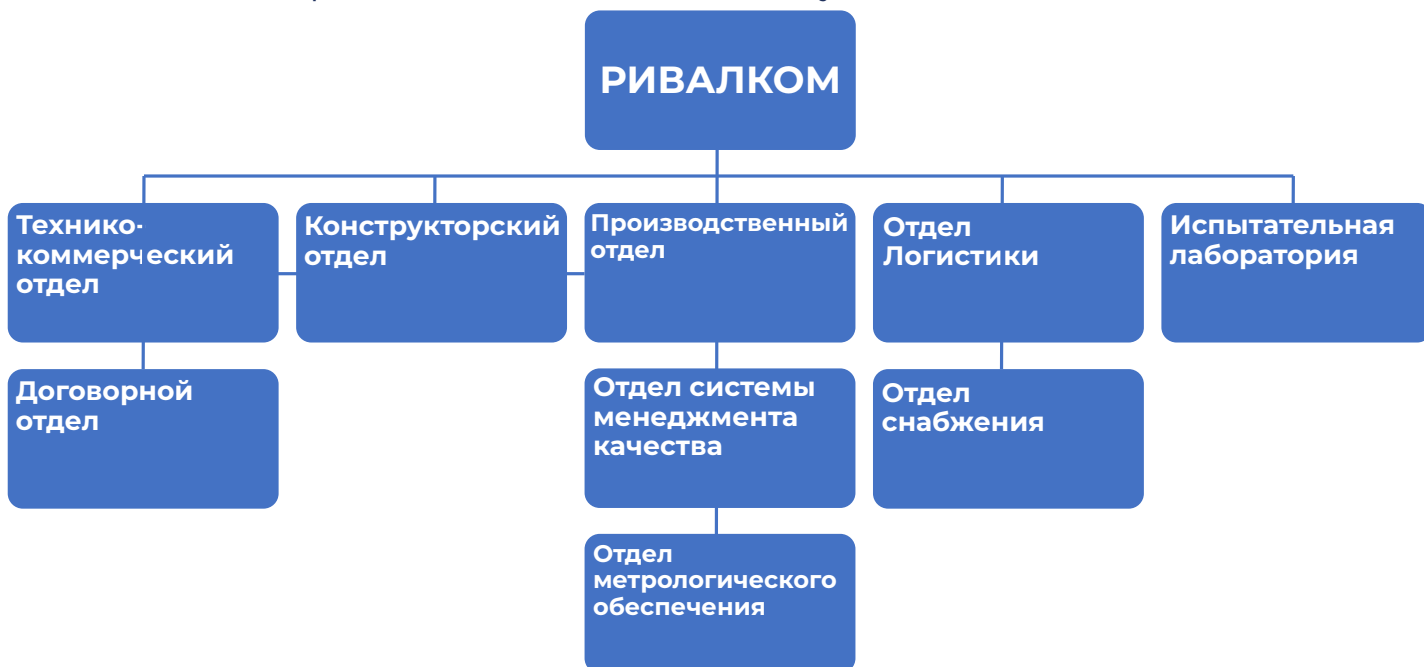 РИВАЛКОМ
Технико-
коммерческий
отдел
Конструкторский
отдел
Производственный
отдел
Отдел
Логистики
Испытательная
лаборатория
Договорной
отдел
Отдел системы
менеджмента
качества
Отдел
снабжения
Отдел
метрологического
обеспечения